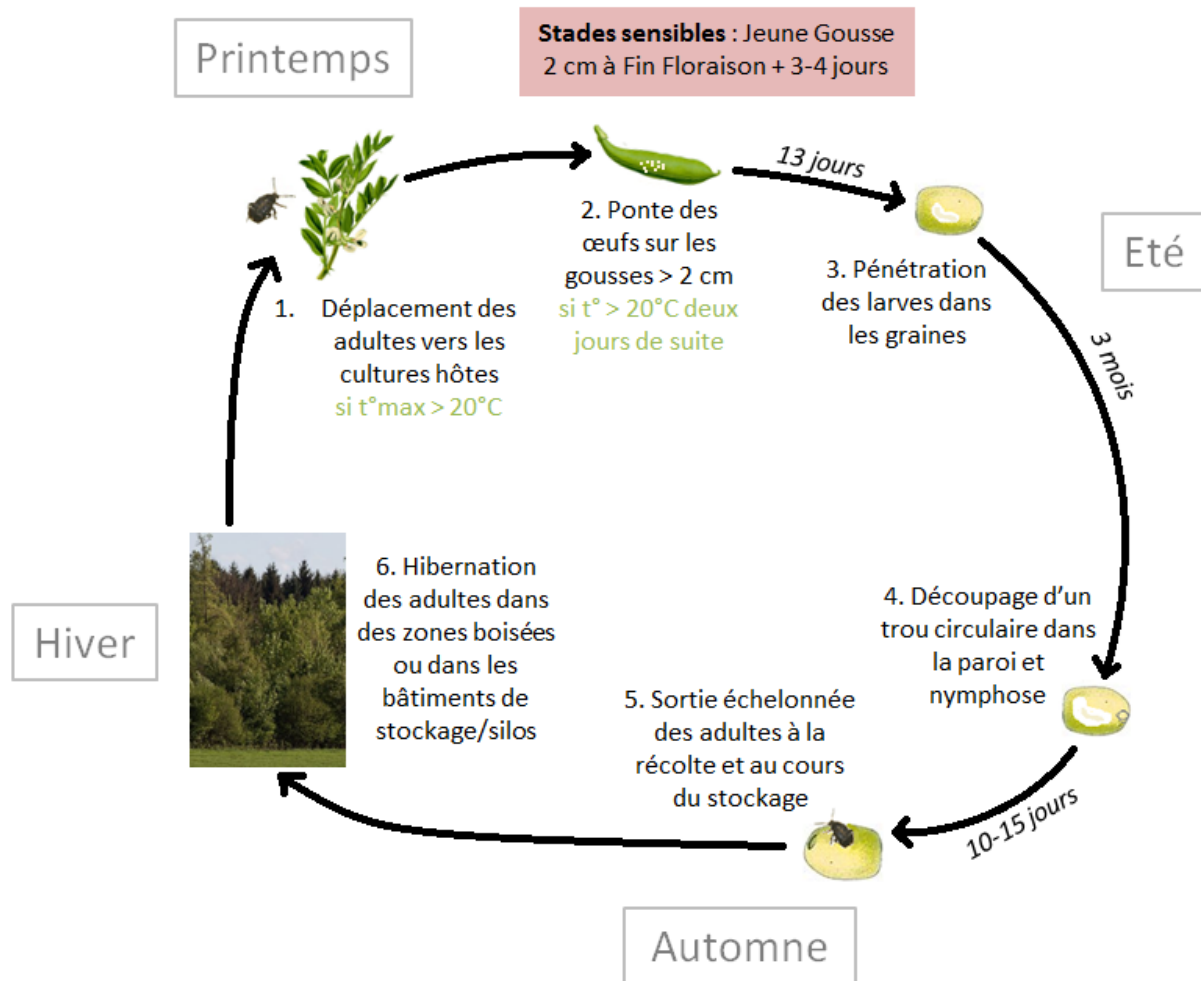 Printemps
Stades sensibles : Jeune Gousse
2 cm à Fin Floraison + 3-4 jours
13 jours
Eté
1. Déplacement des
adultes vers les
cultures hôtes
si t°max > 20°C
2. Ponte des
œufs sur les
gousses > 2 cm
si t° > 20°C deux
jours de suite
3. Pénétration
des larves dans
les graines
3 mois
4. Découpage d'un
trou circulaire dans
la paroi et
nymphose
10-15 jours
5. Sortie échelonnée
des adultes à la
récolte et au cours
du stockage
Automne
6. Hibernation
des adultes dans
des zones boisées
ou dans les
bâtiments de
stockage/silos
Hiver